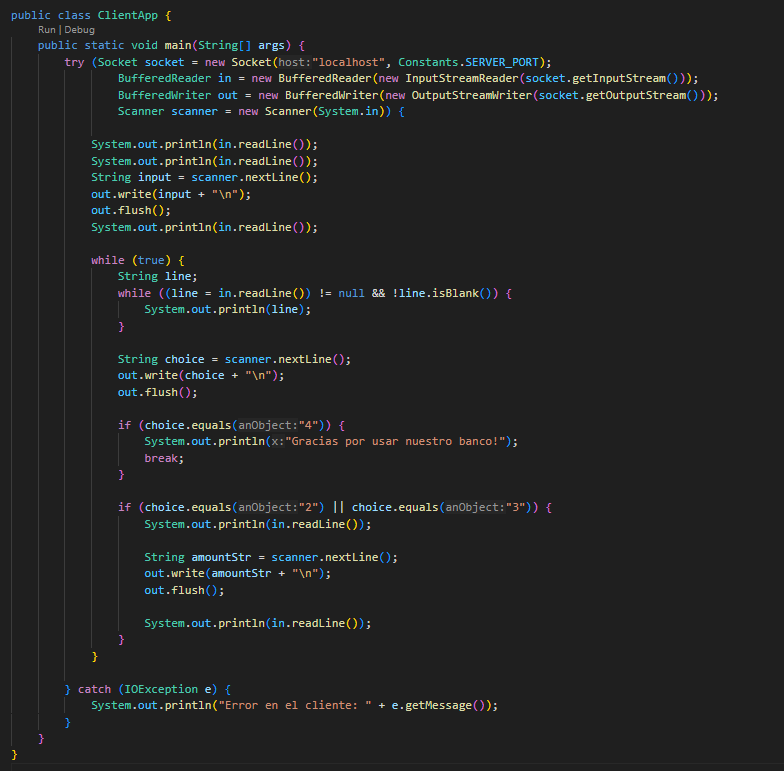 public class ClientApp {
Run | Debug
public static void main(String[] args) {
try (Socket socket = new Socket(host:"localhost", Constants.SERVER_PORT);
BufferedReader in = new BufferedReader(new InputStreamReader(socket.getInputStream()));
BufferedWriter out = new BufferedWriter(new OutputStreamWriter(socket.getOutputStream()));
Scanner scanner = new Scanner(System.in)) {
System.out.println(in.readLine());
System.out.println(in.readLine());
String input = scanner.nextLine();
out.write(input + "\n");
out.flush();
System.out.println(in.readLine());
while (true) {
String line;
while ((line = in.readLine()) != null && !line.isBlank()) {
System.out.println(line);
}
String choice = scanner.nextLine();
out.write(choice + "\n");
out.flush();
if (choice.equals(anObject:"4")) {
System.out.println(x:"Gracias por usar nuestro banco!");
break;
}
if (choice.equals(anObject:"2") || choice.equals(anObject:"3")) {
System.out.println(in.readLine());
String amountStr = scanner.nextLine();
out.write(amountStr + "\n");
out.flush();
System.out.println(in.readLine());
}
}
} catch (IOException e) {
System.out.println("Error en el cliente: " + e.getMessage());
}
}
}